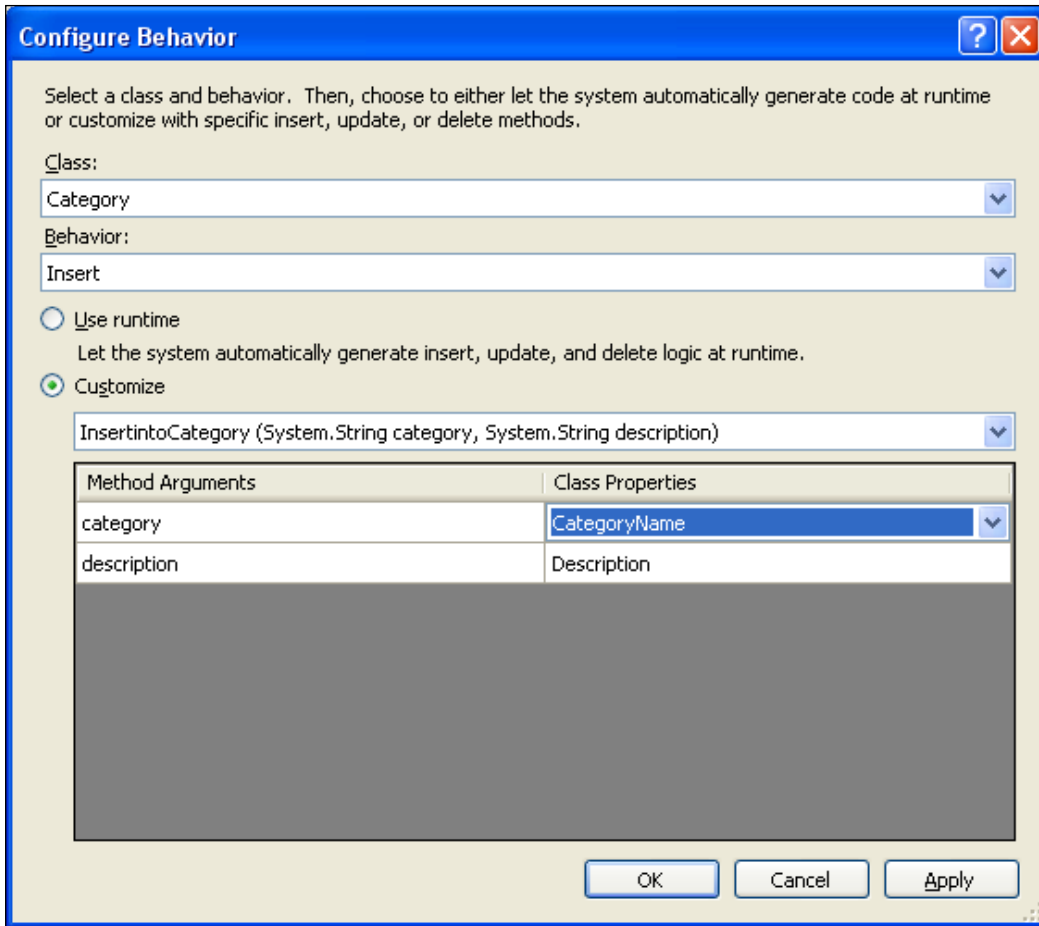 Configure Behavior
Select a class and behavior. Then, choose to either let the system automatically generate code at runtime
or customize with specific insert, update, or delete methods.
Class:
Category
Behavior:
Insert
Use runtime
Let the system automatically generate insert, update, and delete logic at runtime.
Customize
InsertintoCategory (System.String category, System.String description)
Method Arguments Class Properties
category CategoryName
description Description
OK Cancel Apply